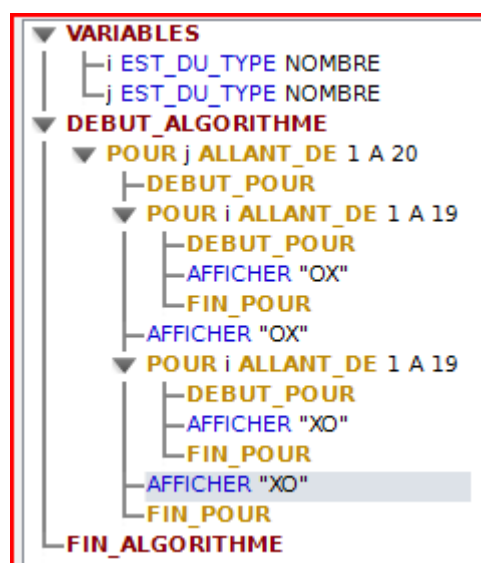 VARIABLES
i EST_DU_TYPE NOMBRE
j EST_DU_TYPE NOMBRE
DEBUT_ALGORITHME
POUR j ALLANT_DE 1 A 20
DEBUT_POUR
POUR i ALLANT_DE 1 A 19
DEBUT_POUR
AFFICHER "OX"
FIN_POUR
AFFICHER "OX"
POUR i ALLANT_DE 1 A 19
DEBUT_POUR
AFFICHER "XO"
FIN_POUR
AFFICHER "XO"
FIN_POUR
FIN_ALGORITHME